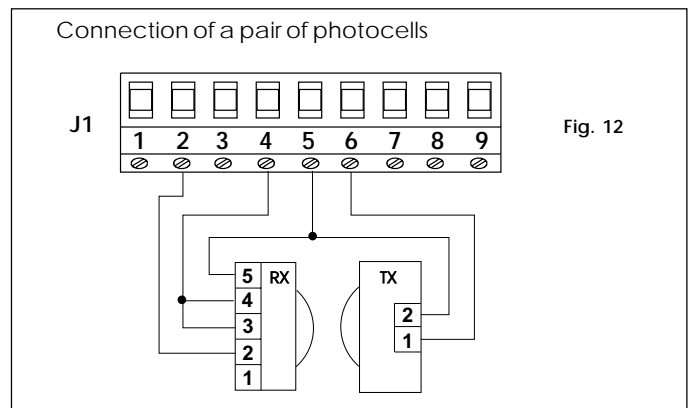 Connection of a pair of photocells
J1
1 2 3 4 5 6 7 8 9
Fig. 12
5 RX
4
3
2
1
TX
2
1